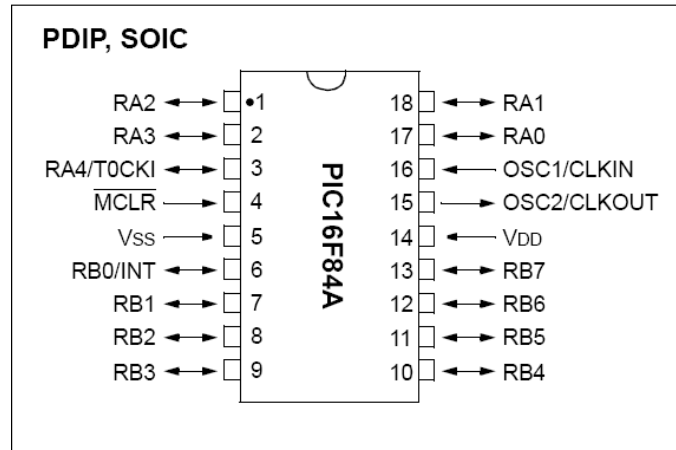 PDIP, SOIC
RA2 1 18 RA1
RA3 2 17 RA0
RA4/T0CKI 3 16 OSC1/CLKIN
MCLR 4 15 OSC2/CLKOUT
VSS 5 14 VDD
RB0/INT 6 13 RB7
RB1 7 12 RB6
RB2 8 11 RB5
RB3 9 10 RB4
PIC16F84A